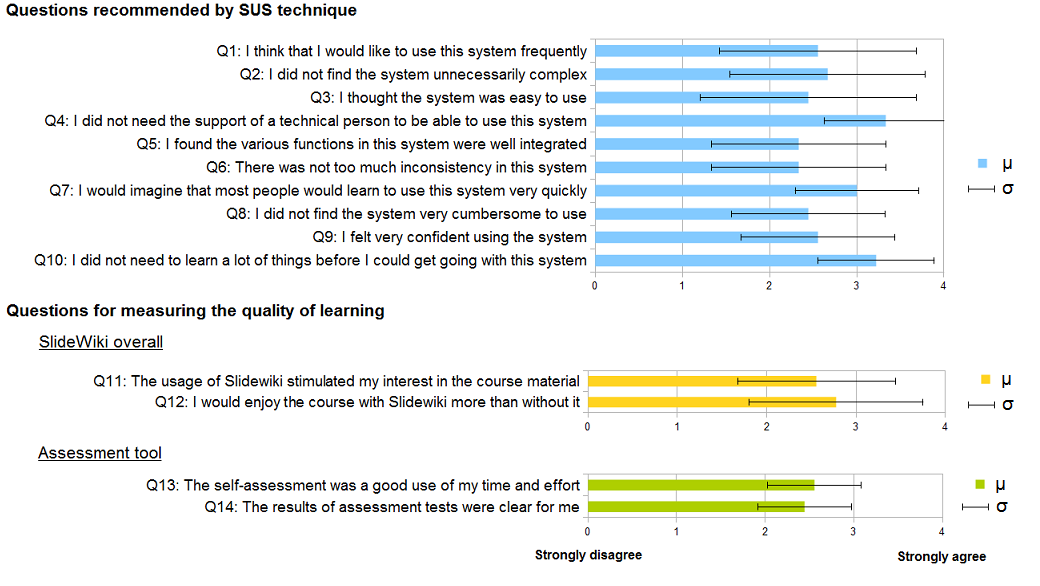 Questions recommended by SUS technique
Q1: I think that I would like to use this system frequently
Q2: I did not find the system unnecessarily complex
Q3: I thought the system was easy to use
Q4: I did not need the support of a technical person to be able to use this system
Q5: I found the various functions in this system were well integrated
Q6: There was not too much inconsistency in this system
Q7: I would imagine that most people would learn to use this system very quickly
Q8: I did not find the system very cumbersome to use
Q9: I felt very confident using the system
Q10: I did not need to learn a lot of things before I could get going with this system
0 1 2 3 4
μ
σ
Questions for measuring the quality of learning
SlideWiki overall
Q11: The usage of Slidewiki stimulated my interest in the course material
Q12: I would enjoy the course with Slidewiki more than without it
0 1 2 3 4
μ
σ
Assessment tool
Q13: The self-assessment was a good use of my time and effort
Q14: The results of assessment tests were clear for me
0 1 2 3 4
μ
σ
Strongly disagree Strongly agree